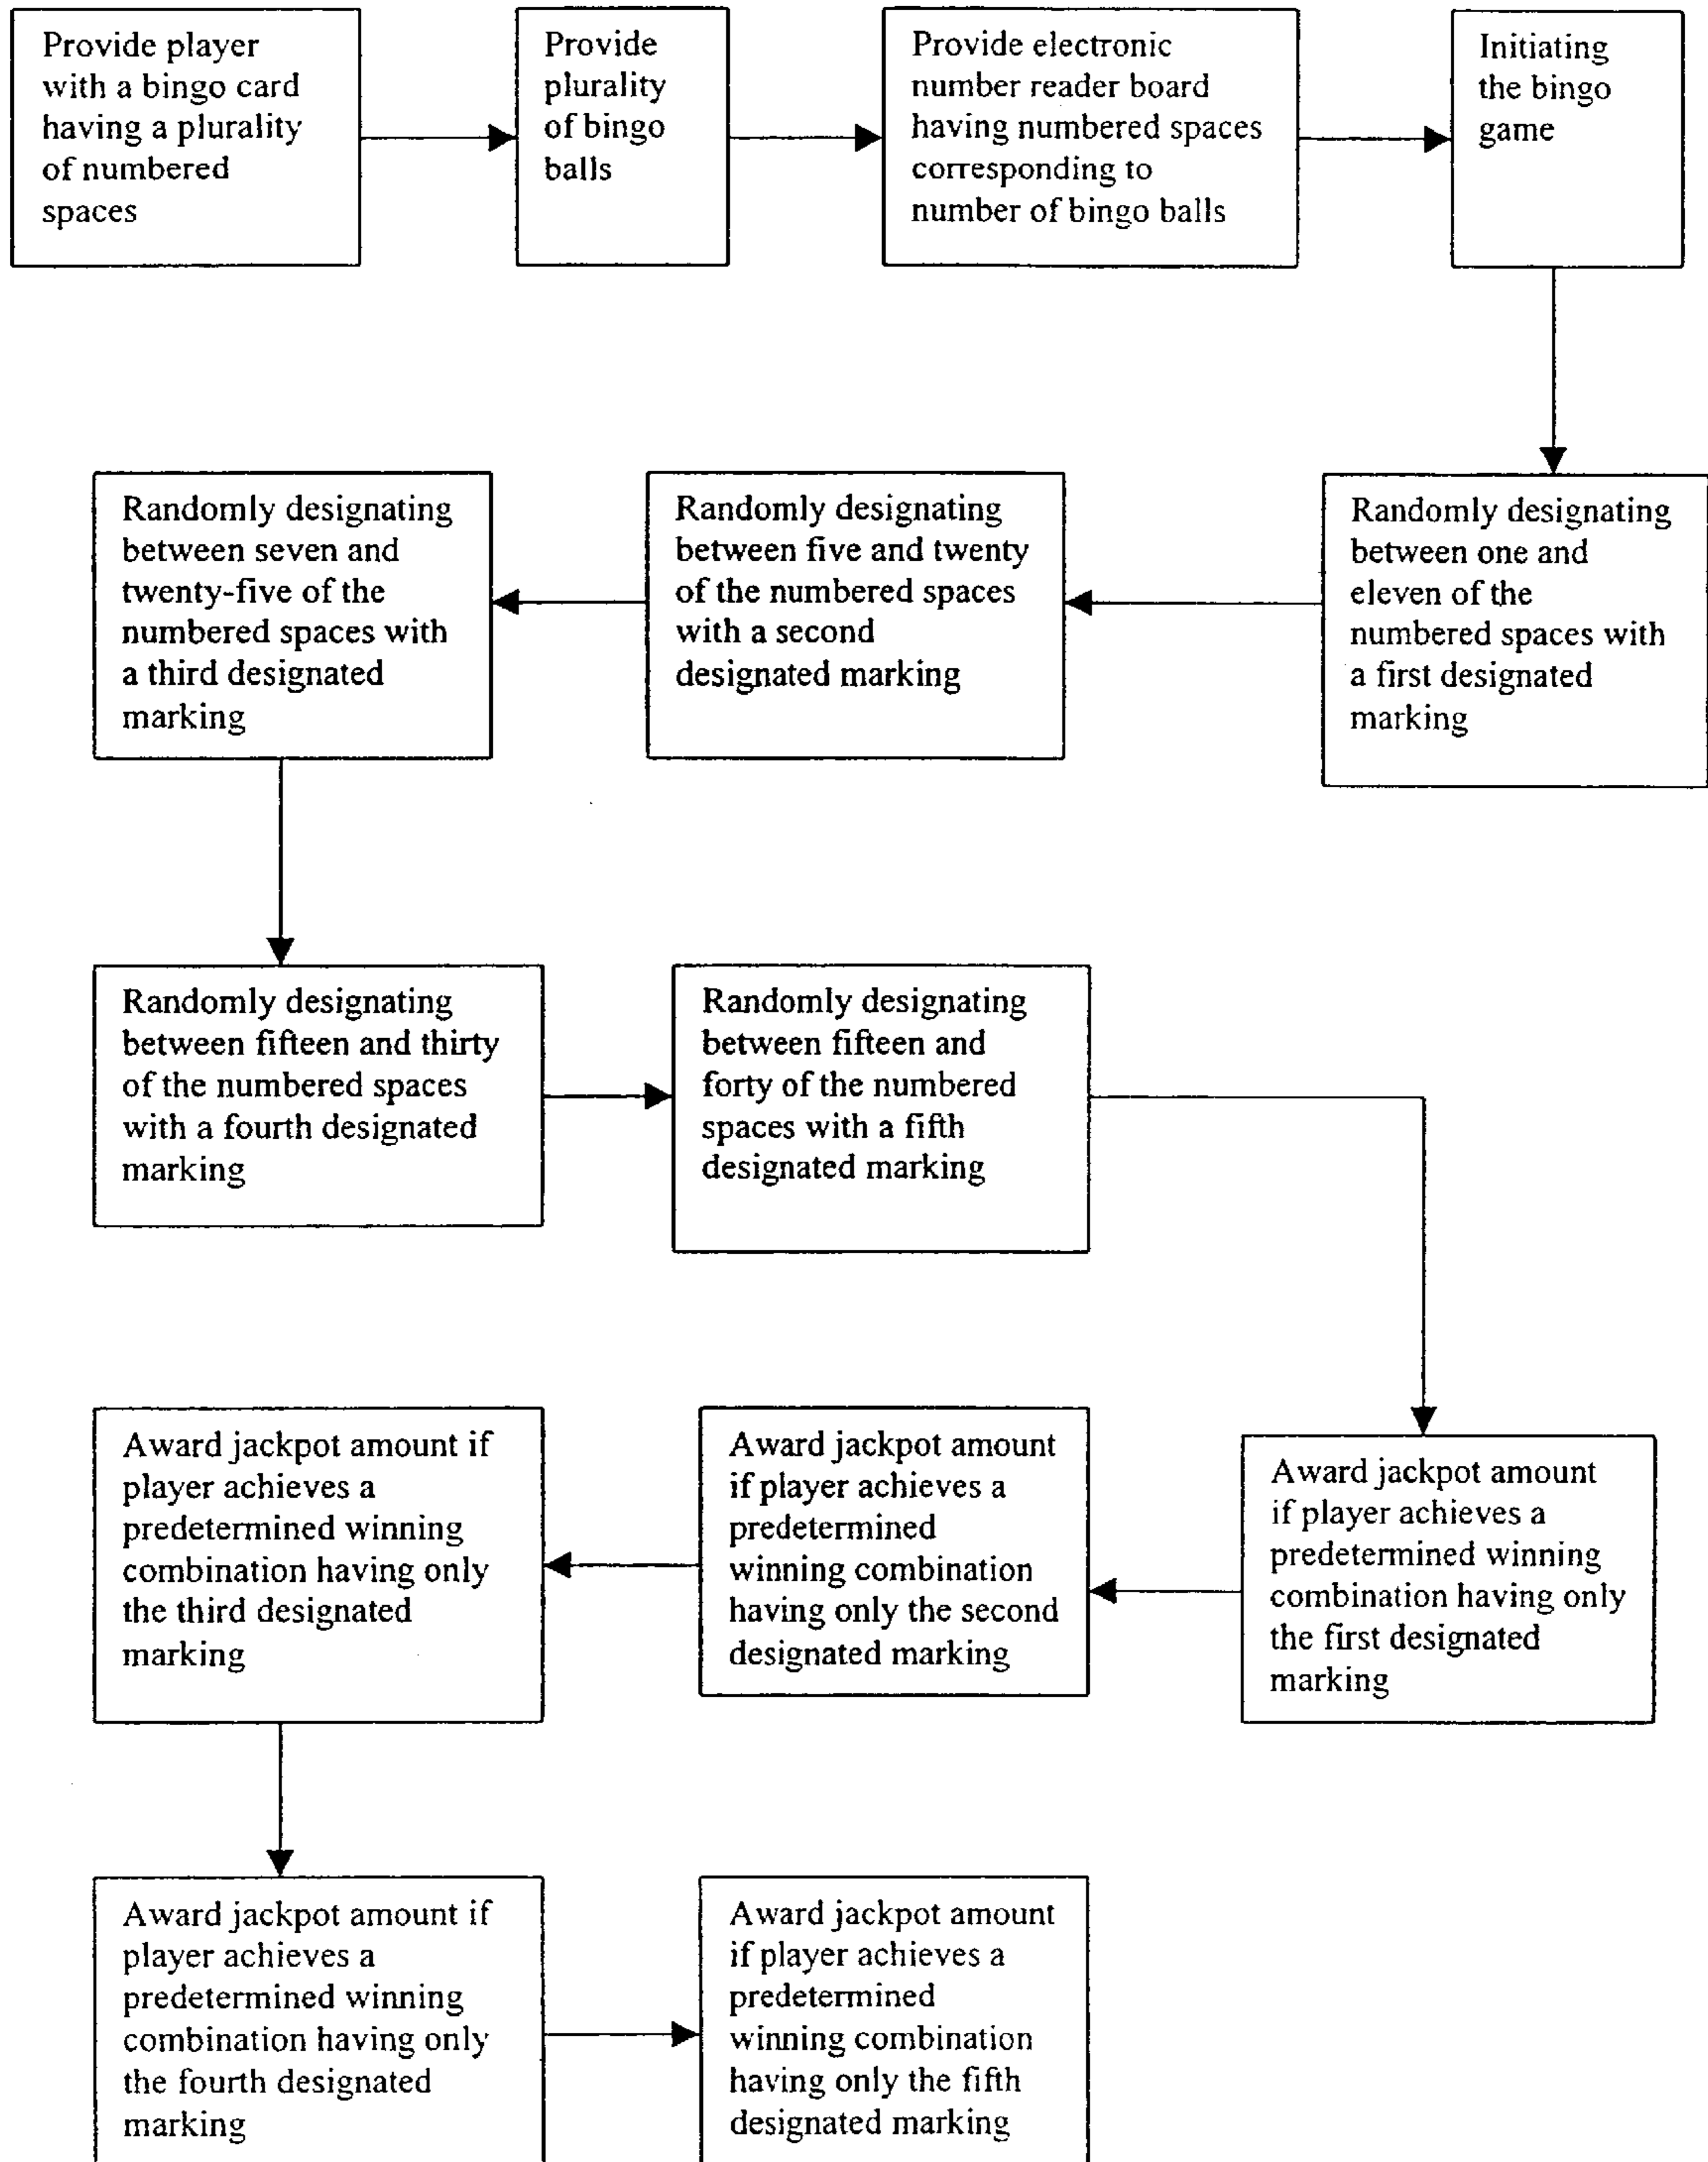 Provide player
with a bingo card
having a plurality
of numbered
spaces
Provide
plurality
of bingo
balls
Provide electronic
number reader board
having numbered spaces
corresponding to
number of bingo balls
Initiating
the bingo
game
Randomly designating
between one and
eleven of the
numbered spaces with
a first designated
marking
Randomly designating
between five and twenty
of the numbered spaces
with a second
designated marking
Randomly designating
between seven and
twenty-five of the
numbered spaces with
a third designated
marking
Randomly designating
between fifteen and thirty
of the numbered spaces
with a fourth designated
marking
Randomly designating
between fifteen and
forty of the numbered
spaces with a fifth
designated marking
Award jackpot amount
if player achieves a
predetermined winning
combination having only
the first designated
marking
Award jackpot amount
if player achieves a
predetermined
winning combination
having only the second
designated marking
Award jackpot amount if
player achieves a
predetermined winning
combination having only
the third designated
marking
Award jackpot amount if
player achieves a
predetermined winning
combination having only
the fourth designated
marking
Award jackpot amount
if player achieves a
predetermined
winning combination
having only the fifth
designated marking